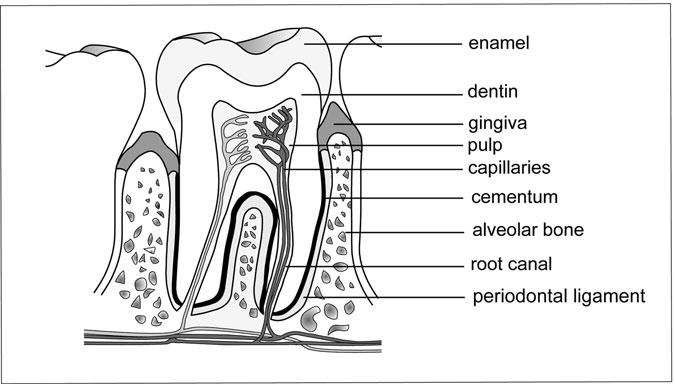 enamel
dentin
gingiva
pulp
capillaries
cementum
alveolar bone
root canal
periodontal ligament